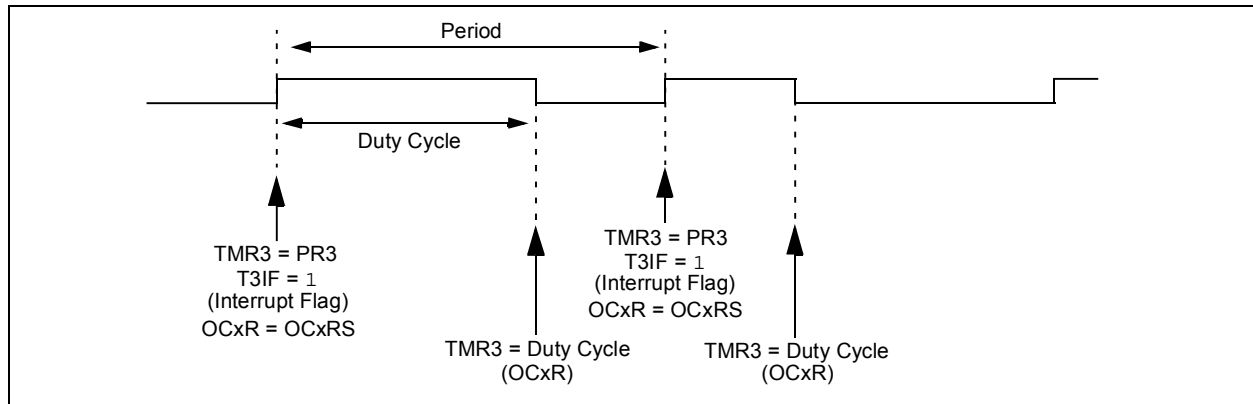 Period
Duty Cycle
TMR3 = PR3
T3IF = 1
(Interrupt Flag)
OCxR = OCxRS
TMR3 = Duty Cycle
(OCxR)
TMR3 = PR3
T3IF = 1
(Interrupt Flag)
OCxR = OCxRS
TMR3 = Duty Cycle
(OCxR)